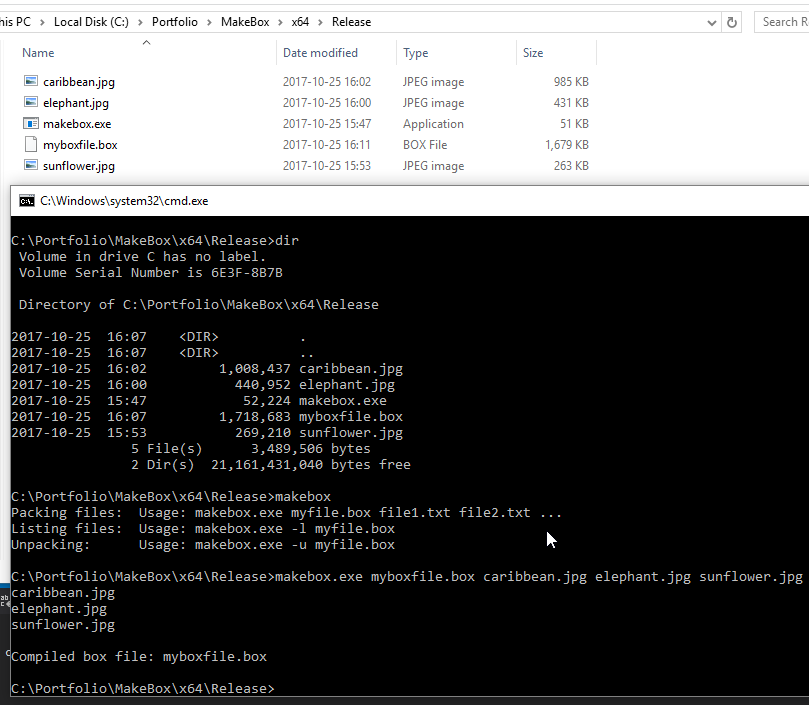 his PC > Local Disk (C:) > Portfolio > MakeBox > x64 > Release
Search R
Name Date modified Type Size
caribbean.jpg 2017-10-25 16:02 JPEG image 985 KB
elephant.jpg 2017-10-25 16:00 JPEG image 431 KB
makebox.exe 2017-10-25 15:47 Application 51 KB
myboxfile.box 2017-10-25 16:11 BOX File 1,679 KB
sunflower.jpg 2017-10-25 15:53 JPEG image 263 KB
C:\Windows\system32\cmd.exe
C:\Portfolio\MakeBox\x64\Release>dir
Volume in drive C has no label.
Volume Serial Number is 6E3F-8B7B
Directory of C:\Portfolio\MakeBox\x64\Release
2017-10-25 16:07 <DIR> .
2017-10-25 16:07 <DIR> ..
2017-10-25 16:02 1,008,437 caribbean.jpg
2017-10-25 16:00 440,952 elephant.jpg
2017-10-25 15:47 52,224 makebox.exe
2017-10-25 16:07 1,718,683 myboxfile.box
2017-10-25 15:53 269,210 sunflower.jpg
5 File(s) 3,489,506 bytes
2 Dir(s) 21,161,431,040 bytes free
C:\Portfolio\MakeBox\x64\Release>makebox
Packing files: Usage: makebox.exe myfile.box file1.txt file2.txt ...
Listing files: Usage: makebox.exe -l myfile.box
Unpacking: Usage: makebox.exe -u myfile.box
C:\Portfolio\MakeBox\x64\Release>makebox.exe myboxfile.box caribbean.jpg elephant.jpg sunflower.jpg
caribbean.jpg
elephant.jpg
sunflower.jpg
Compiled box file: myboxfile.box
C:\Portfolio\MakeBox\x64\Release>